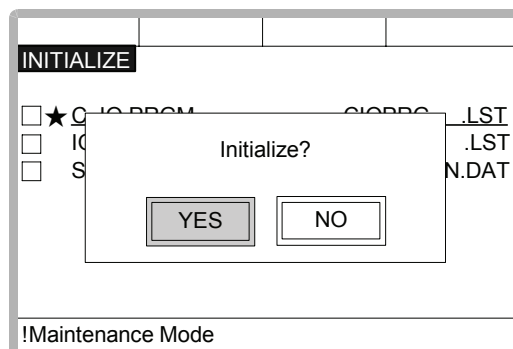 INITIALIZE
★ .LST
.LST
N.DAT
Initialize?
YES NO
!Maintenance Mode